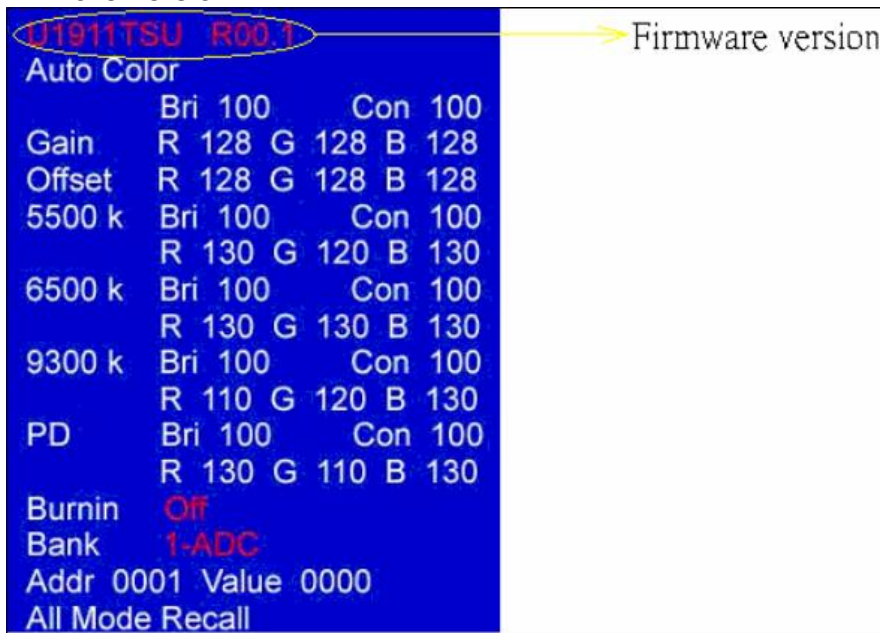 U1911TSU R00.1
Firmware version
Auto Color
Bri 100 Con 100
Gain R 128 G 128 B 128
Offset R 128 G 128 B 128
5500 k Bri 100 Con 100
R 130 G 120 B 130
6500 k Bri 100 Con 100
R 130 G 130 B 130
9300 k Bri 100 Con 100
R 110 G 120 B 130
PD Bri 100 Con 100
R 130 G 110 B 130
Burnin Off
Bank 1-ADC
Addr 0001 Value 0000
All Mode Recall